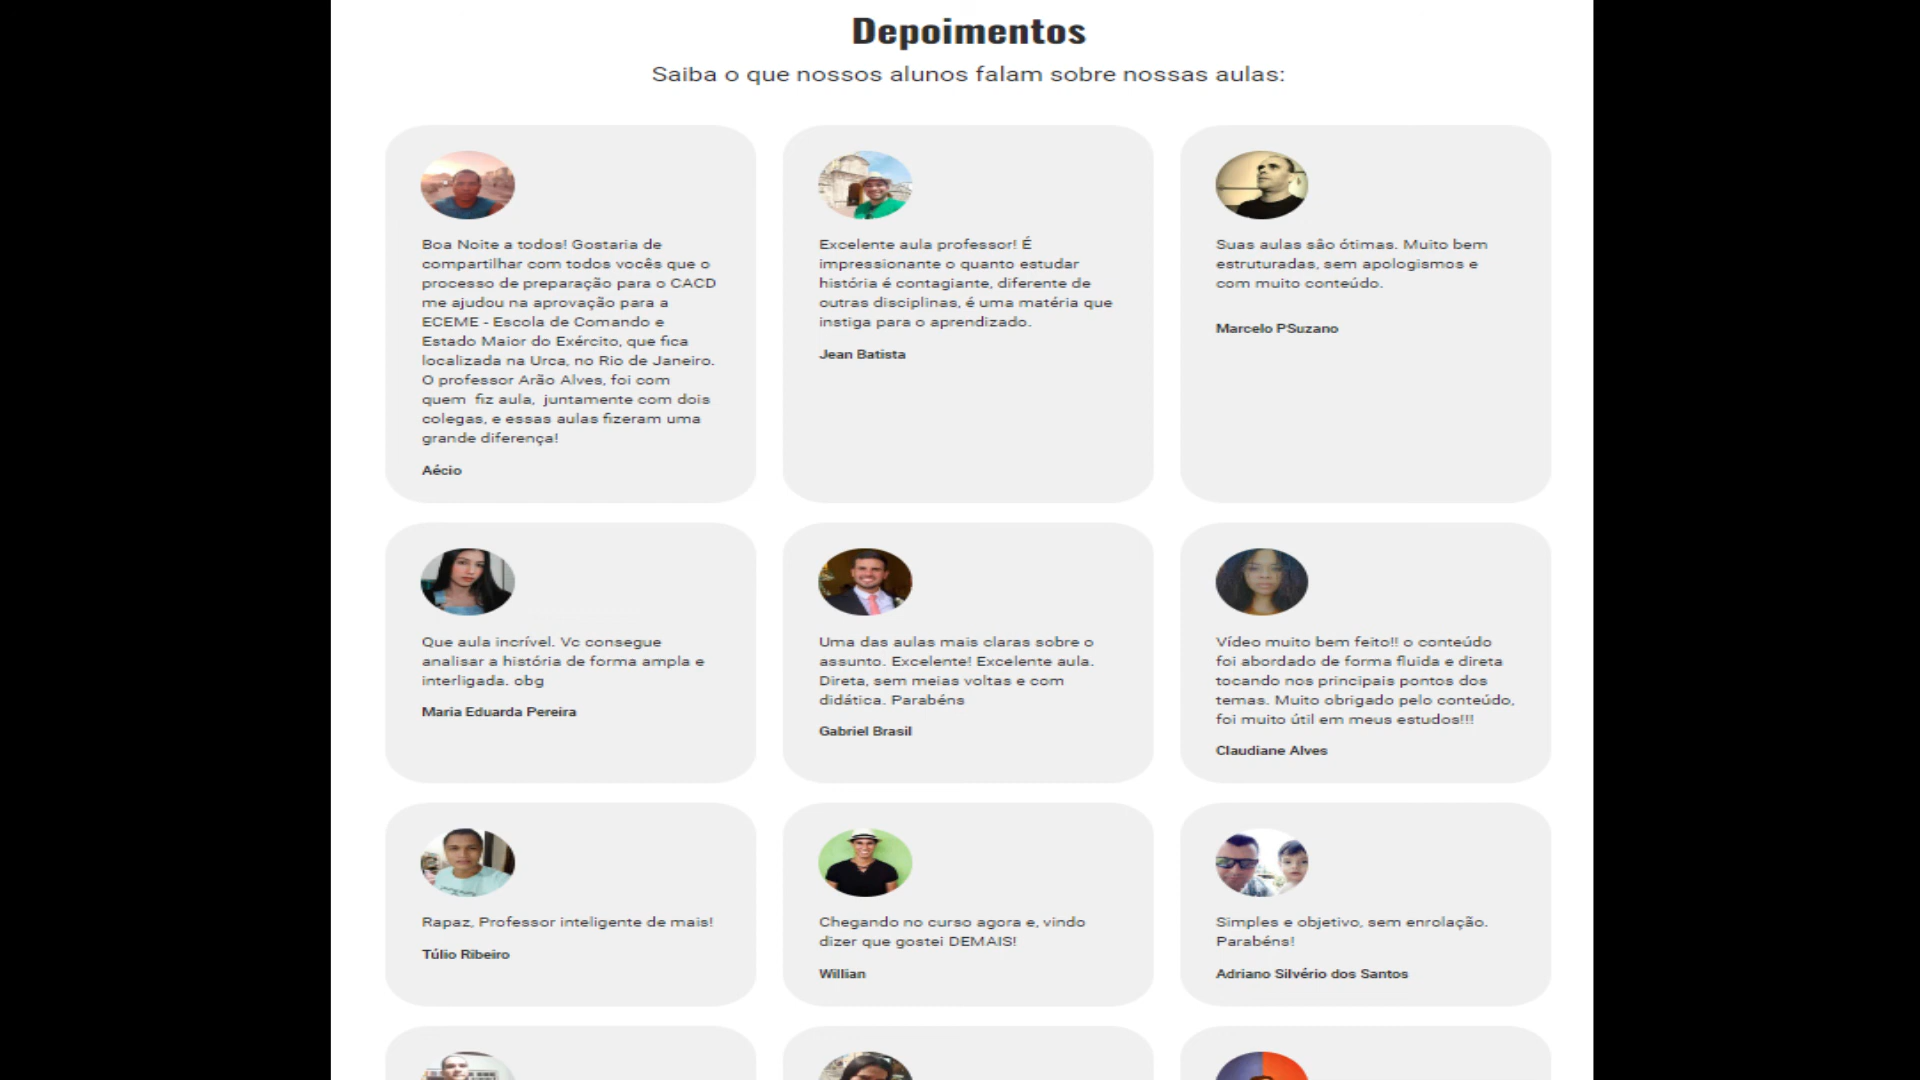 Depoimentos
Saiba o que nossos alunos falam sobre nossas aulas:
Boa Noite a todos! Gostaria de
compartilhar com todos vocês que o
processo de preparação para o CACD
me ajudou na aprovação para a
ECEME - Escola de Comando e
Estado Maior do Exército, que fica
localizada na Urca, no Rio de Janeiro.
O professor Arão Alves, foi com
quem fiz aula, juntamente com dois
colegas, e essas aulas fizeram uma
grande diferença!
Aécio
Excelente aula professor! É
impressionante o quanto estudar
história é contagiante, diferente de
outras disciplinas, é uma matéria que
instiga para o aprendizado.
Jean Batista
Suas aulas são ótimas. Muito bem
estruturadas, sem apologismos e
com muito conteúdo.
Marcelo PSuzano
Que aula incrível. Vc consegue
analisar a história de forma ampla e
interligada. obg
Maria Eduarda Pereira
Uma das aulas mais claras sobre o
assunto. Excelente! Excelente aula.
Direta, sem meias voltas e com
didática. Parabéns
Gabriel Brasil
Vídeo muito bem feito!! o conteúdo
foi abordado de forma fluida e direta
tocando nos principais pontos dos
temas. Muito obrigado pelo conteúdo,
foi muito útil em meus estudos!!!
Claudiane Alves
Rapaz, Professor inteligente de mais!
Túlio Ribeiro
Chegando no curso agora e, vindo
dizer que gostei DEMAIS!
Willian
Simples e objetivo, sem enrolação.
Parabéns!
Adriano Silvério dos Santos